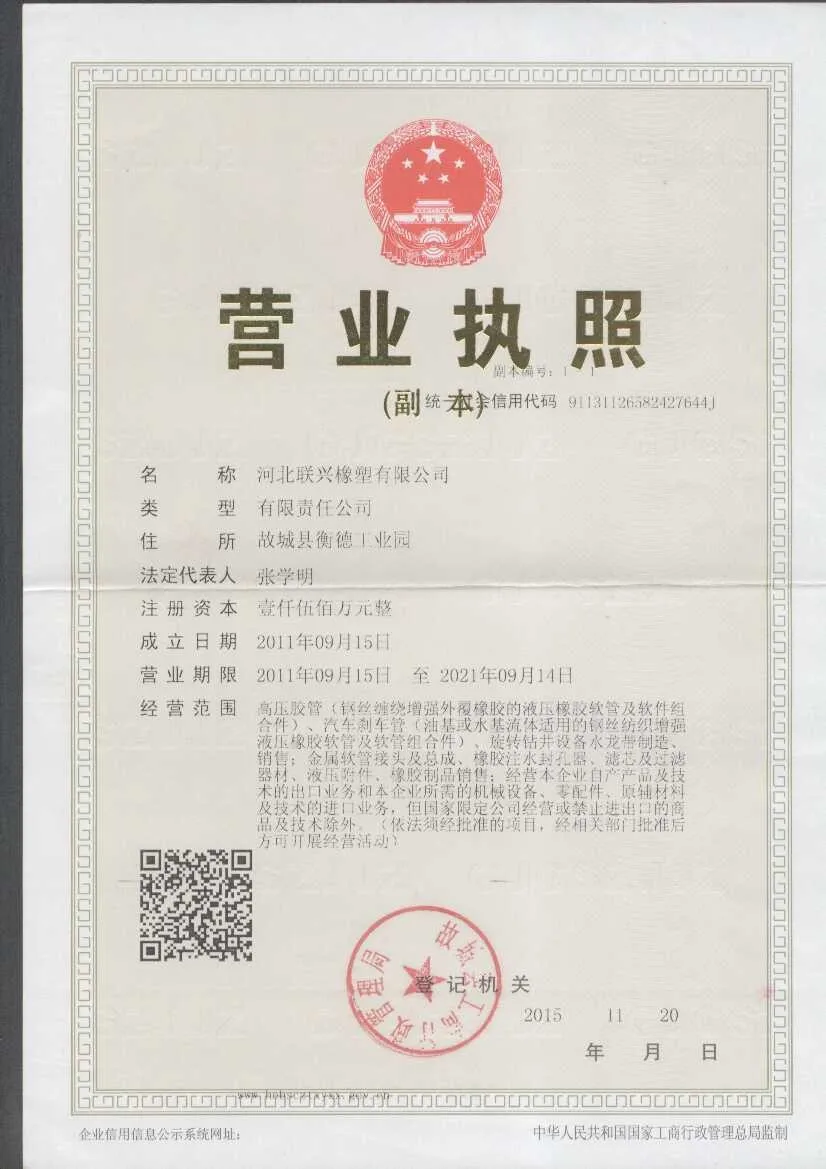 营业执照
副本编号：1 1
(副本)
统一社会信用代码 91131126582427644J
名称 河北联兴橡塑有限公司
类型 有限责任公司
住所 故城县衡德工业园
法定代表人 张学明
注册资本 壹仟伍佰万元整
成立日期 2011年09月15日
营业期限 2011年09月15日 至 2021年09月14日
经营范围 高压胶管（钢丝缠绕增强外覆橡胶的液压橡胶软管及软件组
合件）、汽车刹车管（油基或水基流体适用的钢丝纺织增强
液压橡胶软管及软管组合件）、旋转钻井设备水龙带制造、
销售；金属软管接头及总成、橡胶注水封孔器、滤芯及过滤
器材、液压附件、橡胶制品销售；经营本企业自产产品及技
术的出口业务和本企业所需的机械设备、零配件、原辅材料
及技术的进口业务，但国家限定公司经营或禁止进出口的商
品及技术除外。（依法须经批准的项目，经相关部门批准后
方可开展经营活动）
登记机关
2015 11 20
年 月 日
企业信用信息公示系统网址：
中华人民共和国国家工商行政管理总局监制